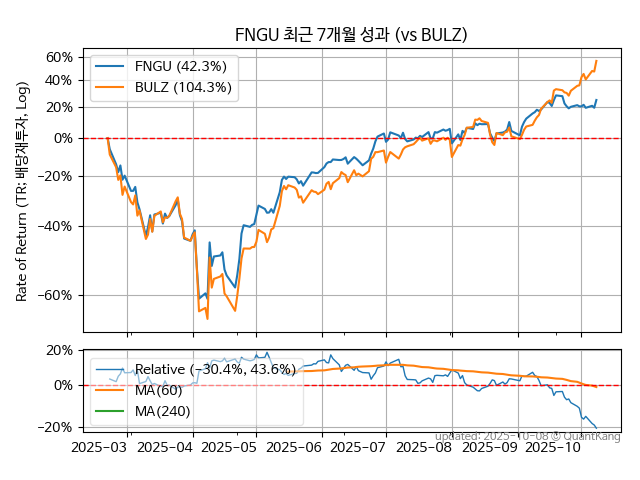 FNGU 최근 7개월 성과 (vs BULZ)
Rate of Return (TR: 배당재투자, Log)
60%
40%
20%
0%
−20%
−40%
−60%
FNGU (42.3%)
BULZ (104.3%)
20%
0%
−20%
Relative (−30.4%, 43.6%)
MA(60)
MA(240)
updated: 2025-10-08 © QuantKang
2025-03 2025-04 2025-05 2025-06 2025-07 2025-08 2025-09 2025-10